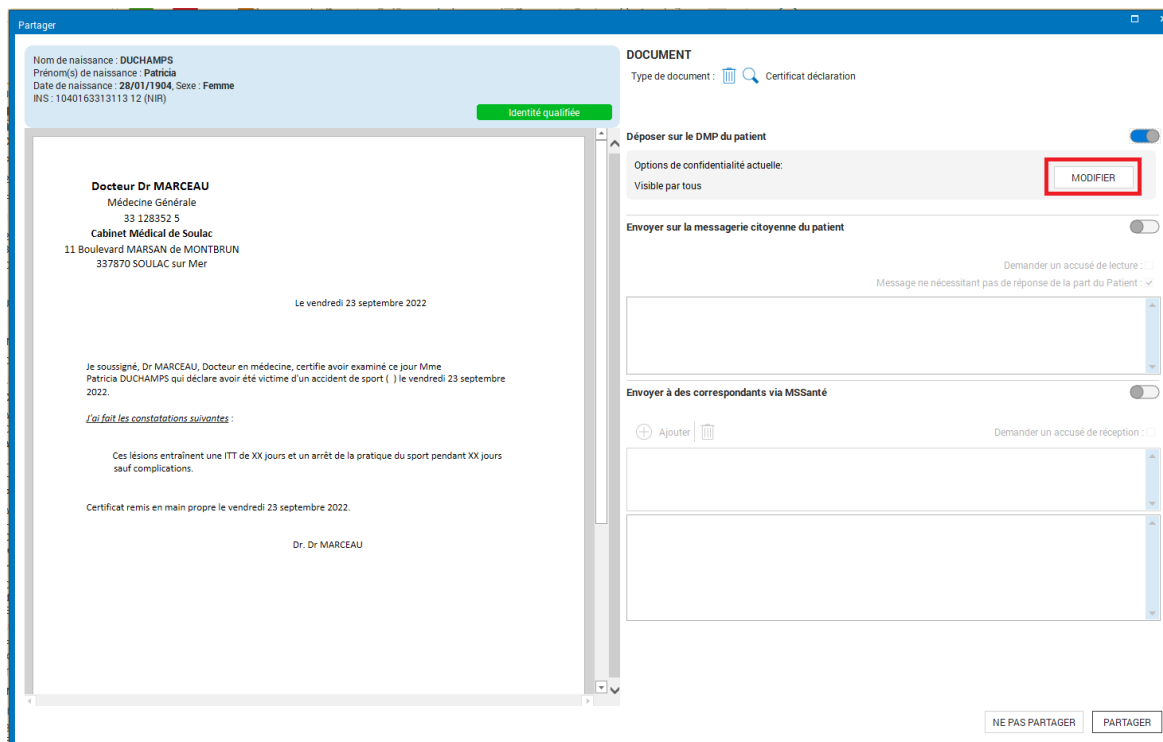 Partager
Nom de naissance : DUCHAMPS
Prénom(s) de naissance : Patricia
Date de naissance : 28/01/1904, Sexe : Femme
INS : 1040163313113 12 (NIR)
Identité qualifiée
Docteur Dr MARCEAU
Médecine Générale
33 128352 5
Cabinet Médical de Soulac
11 Boulevard MARSAN de MONTBRUN
337870 SOULAC sur Mer
Le vendredi 23 septembre 2022
Je soussigné, Dr MARCEAU, Docteur en médecine, certifie avoir examiné ce jour Mme
Patricia DUCHAMPS qui déclare avoir été victime d'un accident de sport ( ) le vendredi 23 septembre
2022.
J'ai fait les constatations suivantes :
Ces lésions entraînent une ITT de XX jours et un arrêt de la pratique du sport pendant XX jours
sauf complications.
Certificat remis en main propre le vendredi 23 septembre 2022.
Dr. Dr MARCEAU
DOCUMENT
Type de document : Certificat déclaration
Déposer sur le DMP du patient
Options de confidentialité actuelle:
Visible par tous
MODIFIER
Envoyer sur la messagerie citoyenne du patient
Demander un accusé de lecture :
Message ne nécessitant pas de réponse de la part du Patient :
Envoyer à des correspondants via MSSanté
Ajouter
Demander un accusé de réception :
NE PAS PARTAGER
PARTAGER